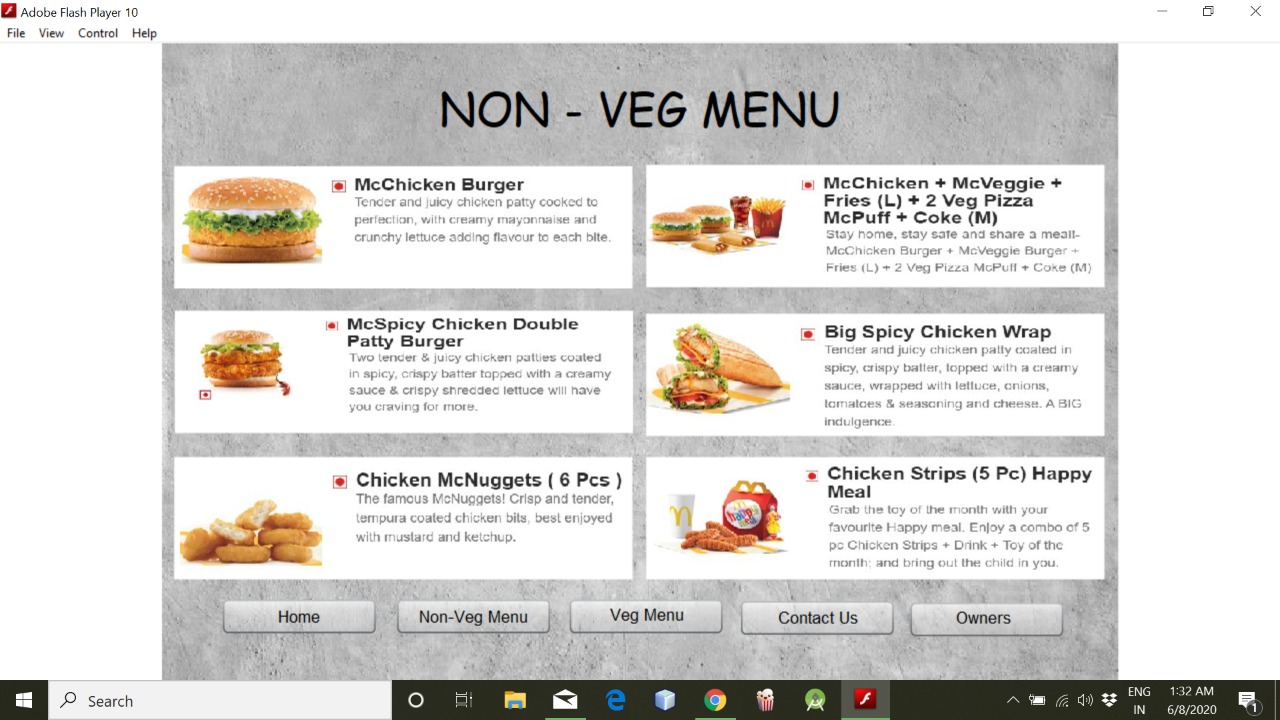 Adobe Flash Player 10
File View Control Help
NON - VEG MENU
McChicken Burger
Tender and juicy chicken patty cooked to
perfection, with creamy mayonnaise and
crunchy lettuce adding flavour to each bite.
McChicken + McVeggie +
Fries (L) + 2 Veg Pizza
McPuff + Coke (M)
Stay home, stay safe and share a meal!-
McChicken Burger + McVeggie Burger +
Fries (L) + 2 Veg Pizza McPuff + Coke (M)
McSpicy Chicken Double
Patty Burger
Two tender & juicy chicken patties coated
in spicy, crispy batter topped with a creamy
sauce & crispy shredded lettuce will have
you craving for more.
Big Spicy Chicken Wrap
Tender and juicy chicken patty coated in
spicy, crispy batter, topped with a creamy
sauce, wrapped with lettuce, onions,
tomatoes & seasoning and cheese. A BIG
indulgence.
Chicken McNuggets ( 6 Pcs )
The famous McNuggets! Crisp and tender,
tempura coated chicken bits, best enjoyed
with mustard and ketchup.
Chicken Strips (5 Pc) Happy
Meal
Grab the toy of the month with your
favourite Happy meal. Enjoy a combo of 5
pc Chicken Strips + Drink + Toy of the
month; and bring out the child in you.
Home
Non-Veg Menu
Veg Menu
Contact Us
Owners
Search
ENG
IN
1:32 AM
6/8/2020
1